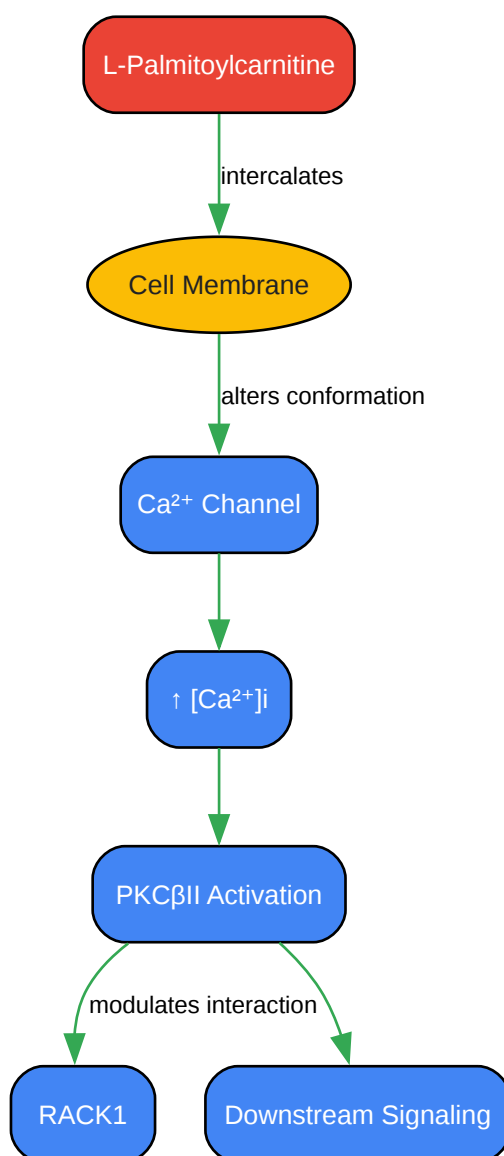 L-Palmitoylcarnitine
intercalates
Cell Membrane
alters conformation
Ca²⁺ Channel
↑ [Ca²⁺]i
PKCβII Activation
modulates interaction
RACK1
Downstream Signaling